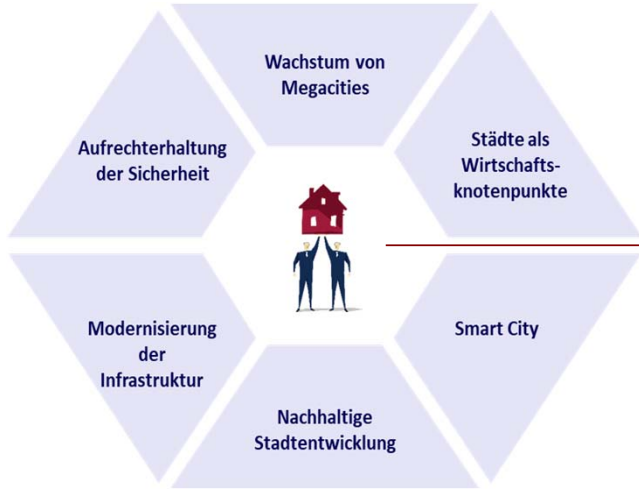 Wachstum von
Megacities
Städte als
Wirtschafts-
knotenpunkte
Smart City
Nachhaltige
Stadtentwicklung
Modernisierung
der
Infrastruktur
Aufrechterhaltung
der Sicherheit